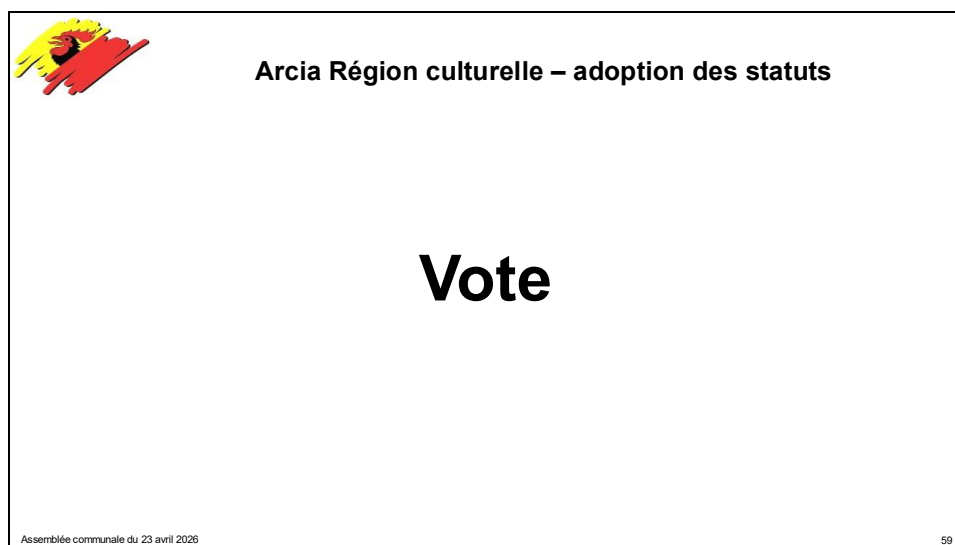 Arcia Région culturelle – adoption des statuts
Vote
Assemblée communale du 23 avril 2026
59